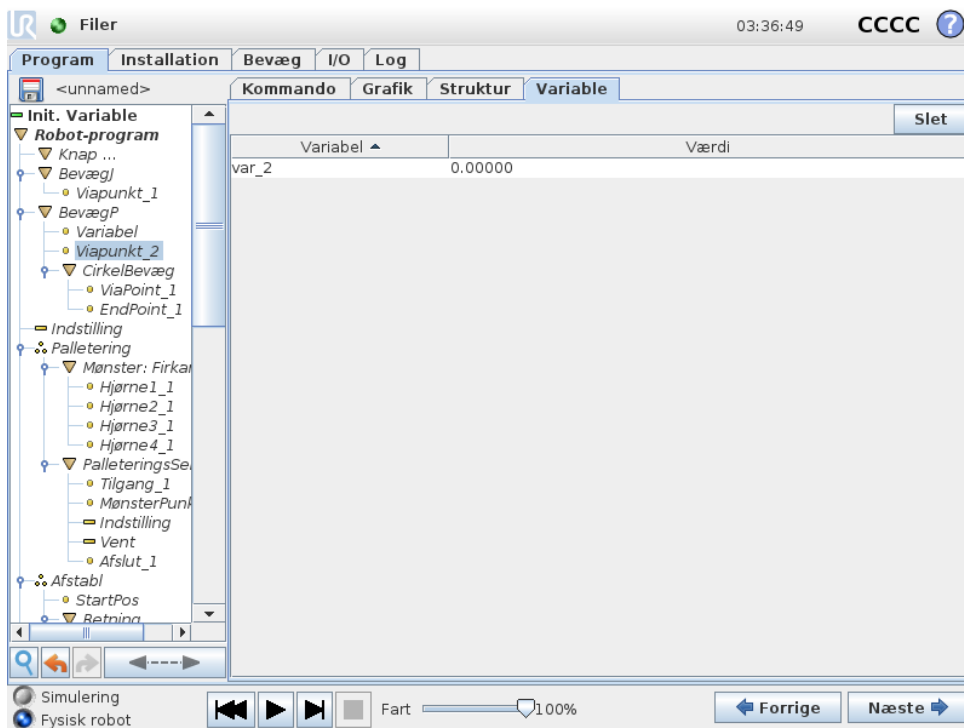 UR Filer 03:36:49 CCCC ?
Program Installation Bevæg I/O Log
<unnamed> Kommando Grafik Struktur Variable
Slet
Variabel Værdi
var_2 0.00000
Init. Variable
Robot-program
Knap ...
BevægJ
Viapunkt_1
BevægP
Variabel
Viapunkt_2
CirkelBevæg
ViaPoint_1
EndPoint_1
Indstilling
Palletering
Mønster: Firkan
Hjørne1_1
Hjørne2_1
Hjørne3_1
Hjørne4_1
PalleteringsSe
Tilgang_1
MønsterPunk
Indstilling
Vent
Afslut_1
Afstabl
StartPos
Retning
Simulering
Fysisk robot
Fart 100%
Forrige Næste